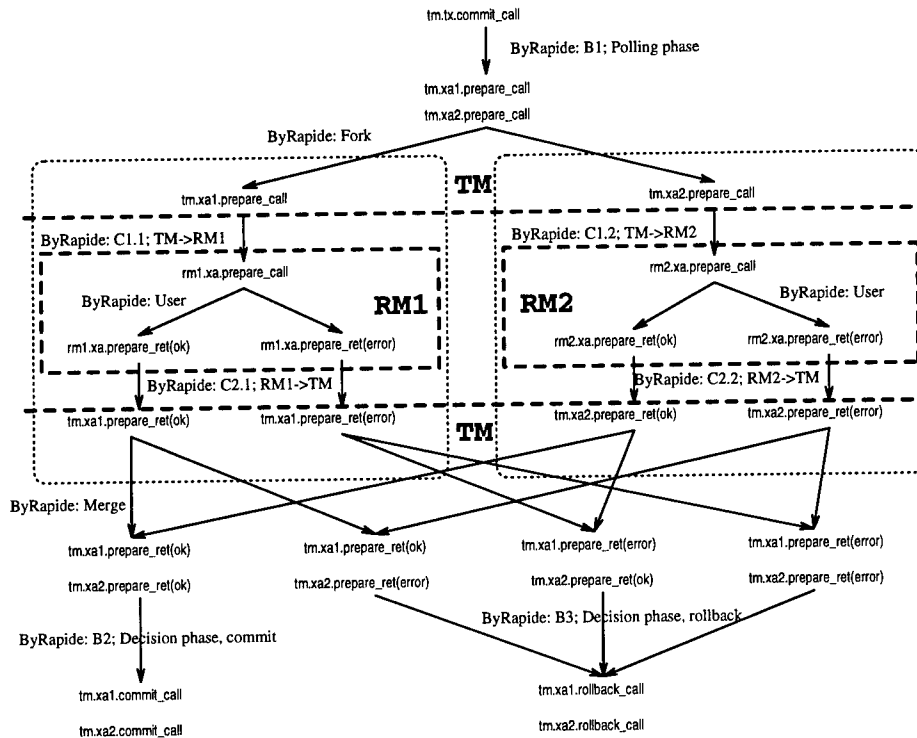 tm.tx.commit_call
ByRapide: B1; Polling phase
tm.xa1.prepare_call
tm.xa2.prepare_call
ByRapide: Fork
TM
tm.xa1.prepare_call
tm.xa2.prepare_call
ByRapide: C1.1; TM->RM1
ByRapide: C1.2; TM->RM2
rm1.xa.prepare_call
rm2.xa.prepare_call
ByRapide: User
RM1
RM2
ByRapide: User
rm1.xa.prepare_ret(ok)
rm1.xa.prepare_ret(error)
rm2.xa.prepare_ret(ok)
rm2.xa.prepare_ret(error)
ByRapide: C2.1; RM1->TM
ByRapide: C2.2; RM2->TM
tm.xa1.prepare_ret(ok)
tm.xa1.prepare_ret(error)
tm.xa2.prepare_ret(ok)
tm.xa2.prepare_ret(error)
TM
ByRapide: Merge
tm.xa1.prepare_ret(ok)
tm.xa1.prepare_ret(ok)
tm.xa1.prepare_ret(error)
tm.xa1.prepare_ret(error)
tm.xa2.prepare_ret(ok)
tm.xa2.prepare_ret(error)
tm.xa2.prepare_ret(ok)
tm.xa2.prepare_ret(error)
ByRapide: B2; Decision phase, commit
ByRapide: B3; Decision phase, rollback
tm.xa1.commit_call
tm.xa1.rollback_call
tm.xa2.commit_call
tm.xa2.rollback_call